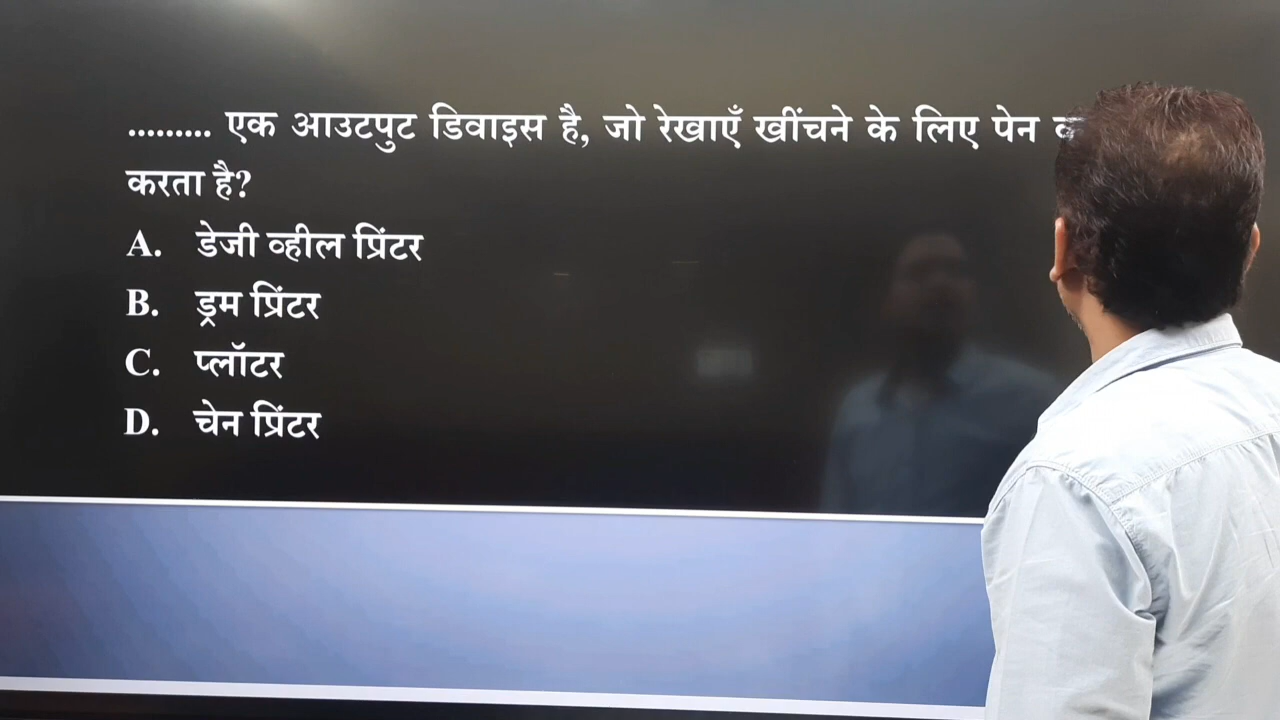 ......... एक आउटपुट डिवाइस है, जो रेखाएँ खींचने के लिए पेन
करता है?
A. डेजी व्हील प्रिंटर
B. ड्रम प्रिंटर
C. प्लॉटर
D. चेन प्रिंटर